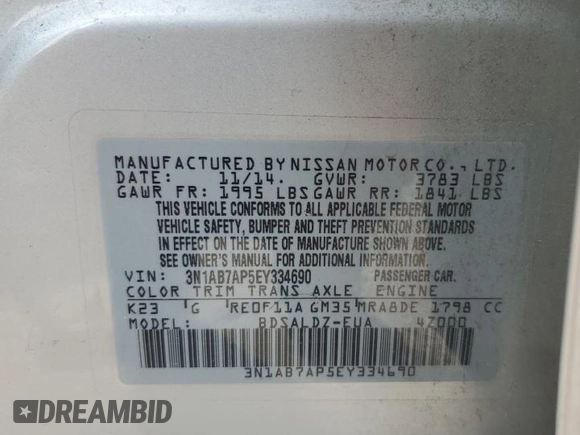 MANUFACTURED BY NISSAN MOTOR CO., LTD.
DATE: 11/14. GVWR: 3783 LBS
GAWR FR: 1995 LBS GAWR RR: 1841 LBS
THIS VEHICLE CONFORMS TO ALL APPLICABLE FEDERAL MOTOR
VEHICLE SAFETY, BUMPER AND THEFT PREVENTION STANDARDS
IN EFFECT ON THE DATE OF MANUFACTURE SHOWN ABOVE.
SEE OWNER'S MANUAL FOR ADDITIONAL INFORMATION.
VIN: 3N1AB7AP5EY334690 PASSENGER CAR.
COLOR TRIM TRANS AXLE ENGINE
K23 G RE0F11A GM35 MRA8DE 1798 CC
MODEL: BDSALDZ-EUA 4Z000
3N1AB7AP5EY334690
DREAMBID